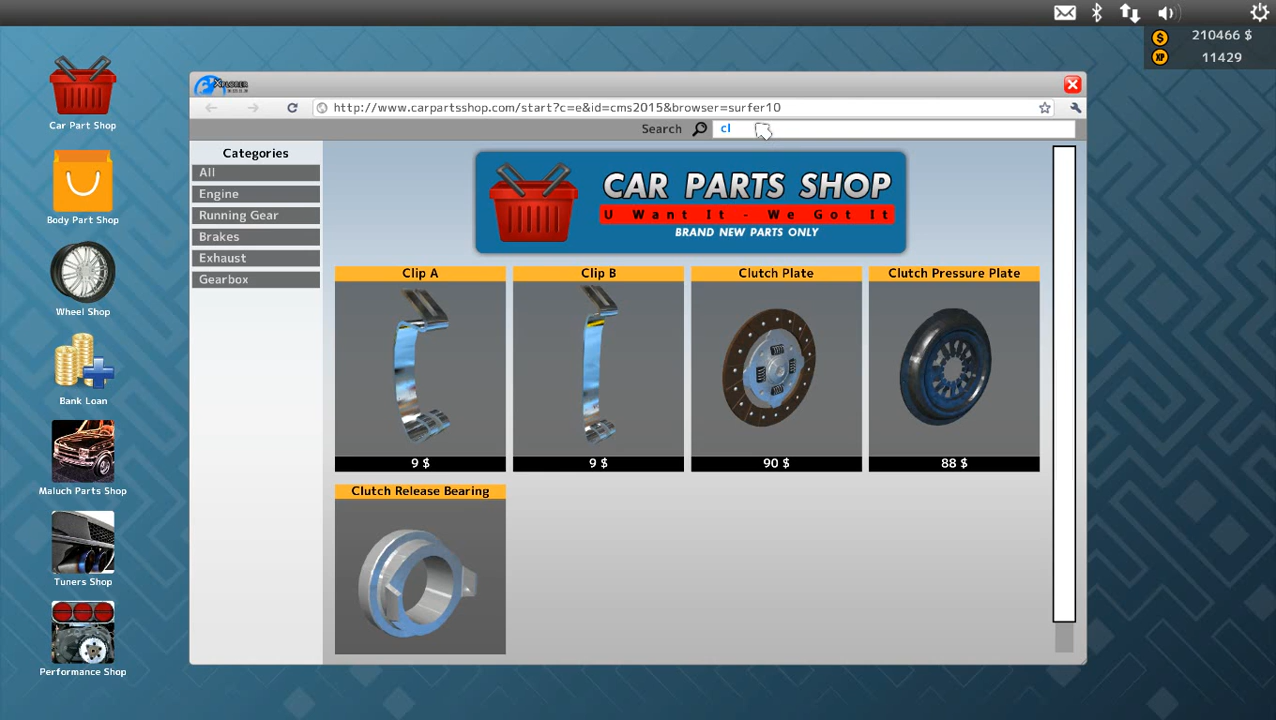 210466 $
11429
Car Part Shop
Body Part Shop
Wheel Shop
Bank Loan
Maluch Parts Shop
Tuners Shop
Performance Shop
http://www.carpartsshop.com/start?c=e&id=cms2015&browser=surfer10
Search cl
Categories
All
Engine
Running Gear
Brakes
Exhaust
Gearbox
CAR PARTS SHOP
U Want It - We Got It
BRAND NEW PARTS ONLY
Clip A
9 $
Clip B
9 $
Clutch Plate
90 $
Clutch Pressure Plate
88 $
Clutch Release Bearing